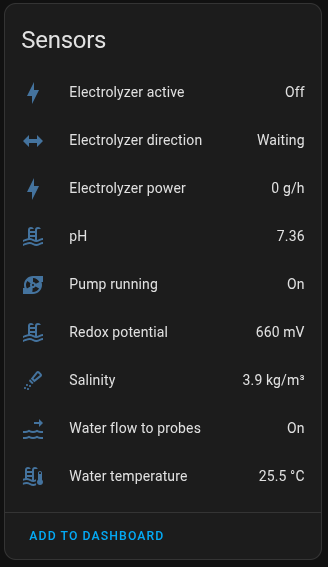 Sensors
Electrolyzer active Off
Electrolyzer direction Waiting
Electrolyzer power 0 g/h
pH 7.36
Pump running On
Redox potential 660 mV
Salinity 3.9 kg/m³
Water flow to probes On
Water temperature 25.5 °C
ADD TO DASHBOARD